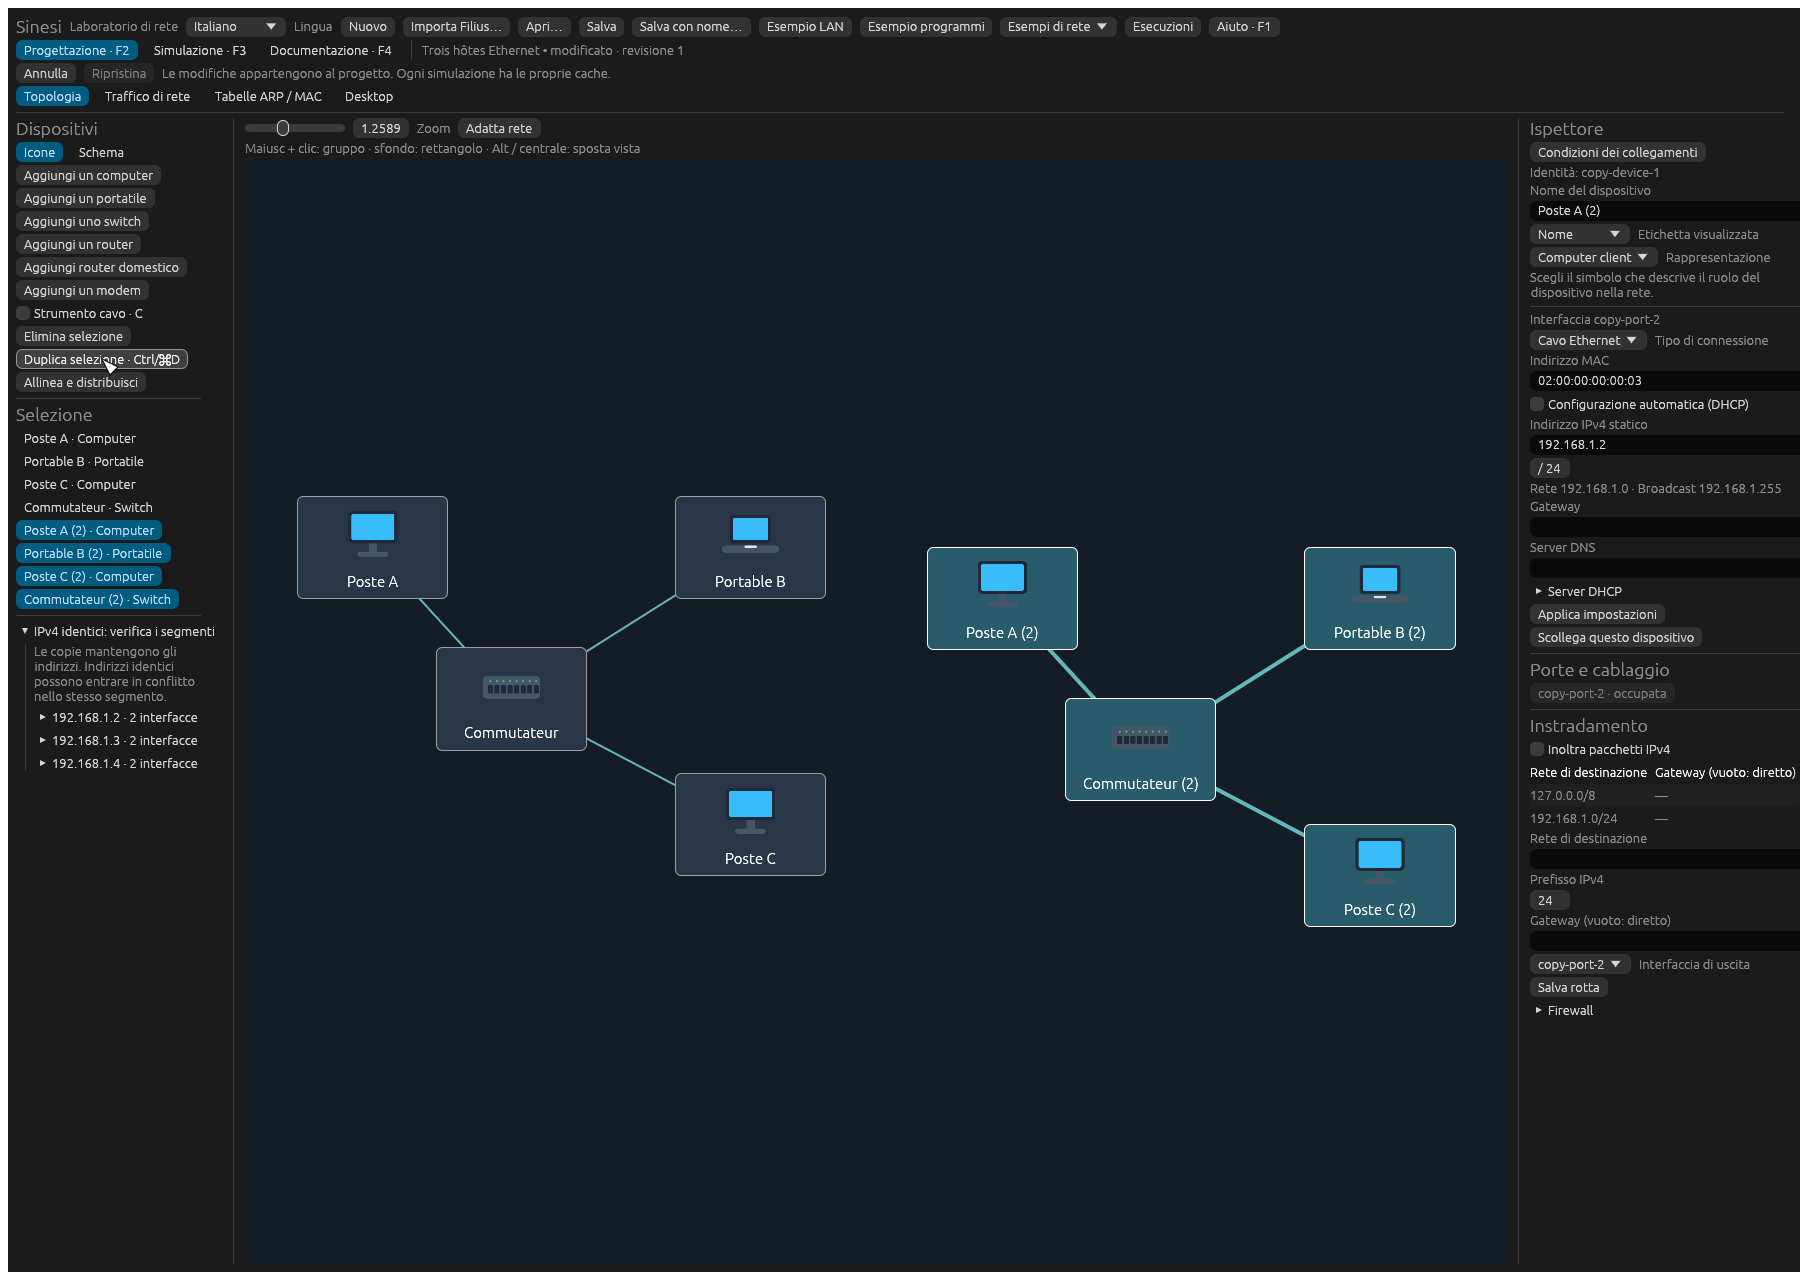 Sinesi Laboratorio di rete Italiano Lingua Nuovo Importa Filius... Apri... Salva Salva con nome... Esempio LAN Esempio programmi Esempi di rete Esecuzioni Aiuto · F1
Progettazione · F2 Simulazione · F3 Documentazione · F4 Trois hôtes Ethernet • modificato · revisione 1
Annulla Ripristina Le modifiche appartengono al progetto. Ogni simulazione ha le proprie cache.
Topologia Traffico di rete Tabelle ARP / MAC Desktop
Dispositivi
Icone Schema
Aggiungi un computer
Aggiungi un portatile
Aggiungi uno switch
Aggiungi un router
Aggiungi router domestico
Aggiungi un modem
Strumento cavo · C
Elimina selezione
Duplica selezione · Ctrl/⌘D
Allinea e distribuisci
Selezione
Poste A · Computer
Portable B · Portatile
Poste C · Computer
Commutateur · Switch
Poste A (2) · Computer
Portable B (2) · Portatile
Poste C (2) · Computer
Commutateur (2) · Switch
IPv4 identici: verifica i segmenti
Le copie mantengono gli
indirizzi. Indirizzi identici
possono entrare in conflitto
nello stesso segmento.
192.168.1.2 · 2 interfacce
192.168.1.3 · 2 interfacce
192.168.1.4 · 2 interfacce
1.2589 Zoom Adatta rete
Maiusc + clic: gruppo · sfondo: rettangolo · Alt / centrale: sposta vista
Poste A
Portable B
Commutateur
Poste C
Poste A (2)
Portable B (2)
Commutateur (2)
Poste C (2)
Ispettore
Condizioni dei collegamenti
Identità: copy-device-1
Nome del dispositivo
Poste A (2)
Nome Etichetta visualizzata
Computer client Rappresentazione
Scegli il simbolo che descrive il ruolo del
dispositivo nella rete.
Interfaccia copy-port-2
Cavo Ethernet Tipo di connessione
Indirizzo MAC
02:00:00:00:00:03
Configurazione automatica (DHCP)
Indirizzo IPv4 statico
192.168.1.2
/ 24
Rete 192.168.1.0 · Broadcast 192.168.1.255
Gateway
Server DNS
Server DHCP
Applica impostazioni
Scollega questo dispositivo
Porte e cablaggio
copy-port-2 · occupata
Instradamento
Inoltra pacchetti IPv4
Rete di destinazione Gateway (vuoto: diretto)
127.0.0.0/8 —
192.168.1.0/24 —
Rete di destinazione
Prefisso IPv4
24
Gateway (vuoto: diretto)
copy-port-2 Interfaccia di uscita
Salva rotta
Firewall